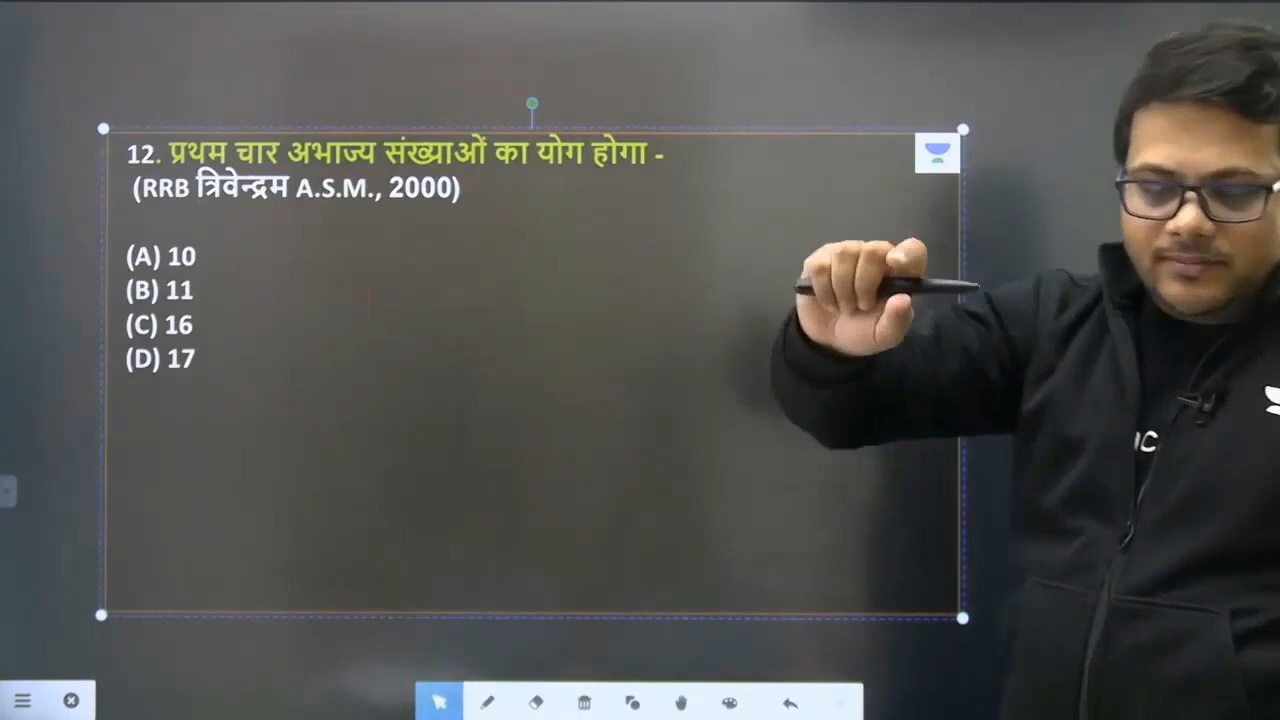 12. प्रथम चार अभाज्य संख्याओं का योग होगा -
(RRB त्रिवेन्द्रम A.S.M., 2000)
(A) 10
(B) 11
(C) 16
(D) 17